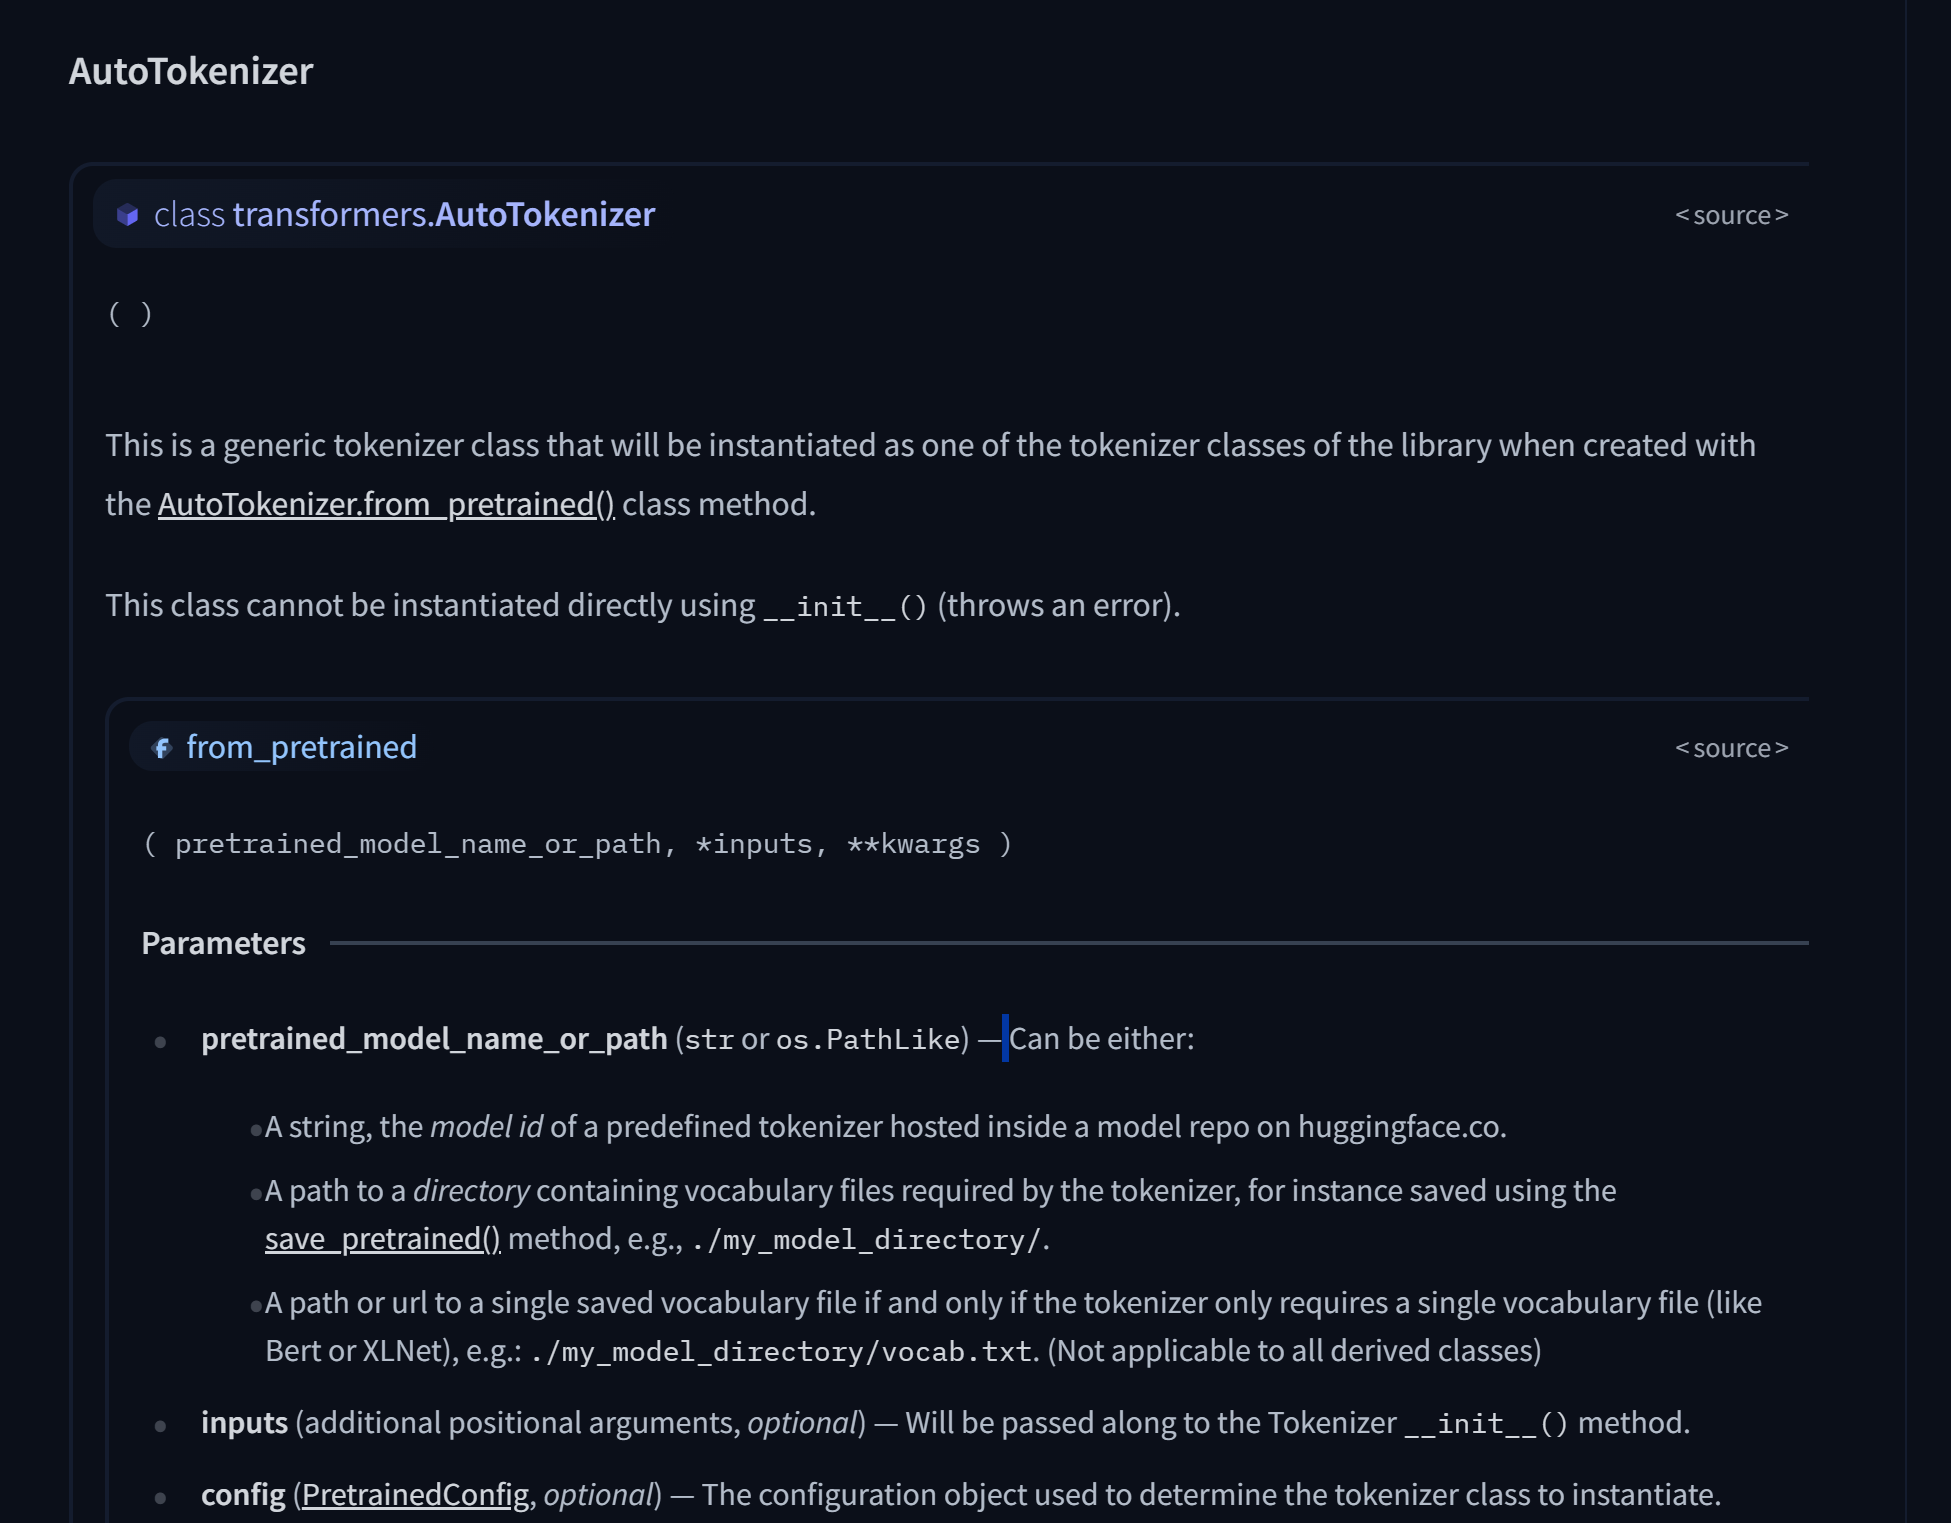 AutoTokenizer
class transformers.AutoTokenizer
<source>
( )
This is a generic tokenizer class that will be instantiated as one of the tokenizer classes of the library when created with
the AutoTokenizer.from_pretrained() class method.
This class cannot be instantiated directly using __init__() (throws an error).
from_pretrained
<source>
( pretrained_model_name_or_path, *inputs, **kwargs )
Parameters
pretrained_model_name_or_path (str or os.PathLike) — Can be either:
A string, the model id of a predefined tokenizer hosted inside a model repo on huggingface.co.
A path to a directory containing vocabulary files required by the tokenizer, for instance saved using the
save_pretrained() method, e.g., ./my_model_directory/.
A path or url to a single saved vocabulary file if and only if the tokenizer only requires a single vocabulary file (like
Bert or XLNet), e.g.: ./my_model_directory/vocab.txt. (Not applicable to all derived classes)
inputs (additional positional arguments, optional) — Will be passed along to the Tokenizer __init__() method.
config (PretrainedConfig, optional) — The configuration object used to determine the tokenizer class to instantiate.